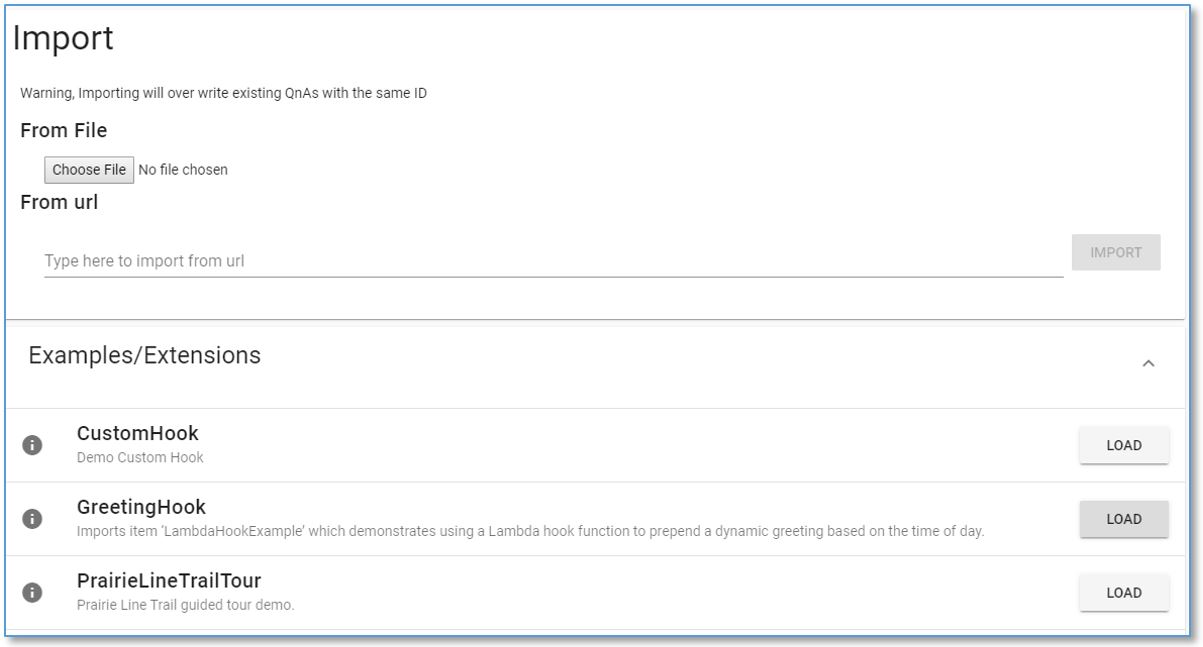 Import
Warning, Importing will over write existing QnAs with the same ID
From File
Choose File No file chosen
From url
Type here to import from url
IMPORT
Examples/Extensions
CustomHook
Demo Custom Hook
LOAD
GreetingHook
Imports item ‘LambdaHookExample’ which demonstrates using a Lambda hook function to prepend a dynamic greeting based on the time of day.
LOAD
PrairieLineTrailTour
Prairie Line Trail guided tour demo.
LOAD